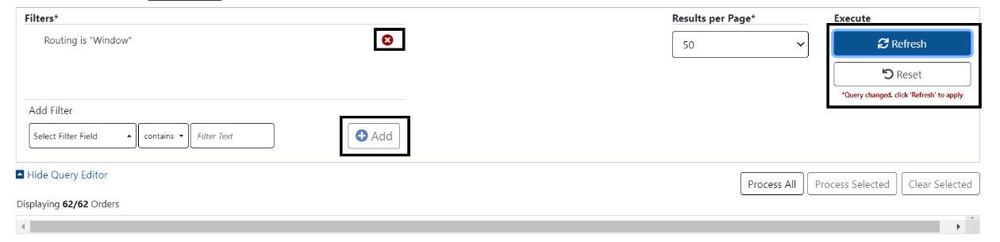 Filters*
Results per Page*
Execute
Routing is "Window"
50
Refresh
Reset
*Query changed, click 'Refresh' to apply
Add Filter
Select Filter Field
contains
Filter Text
Add
Hide Query Editor
Process All
Process Selected
Clear Selected
Displaying 62/62 Orders